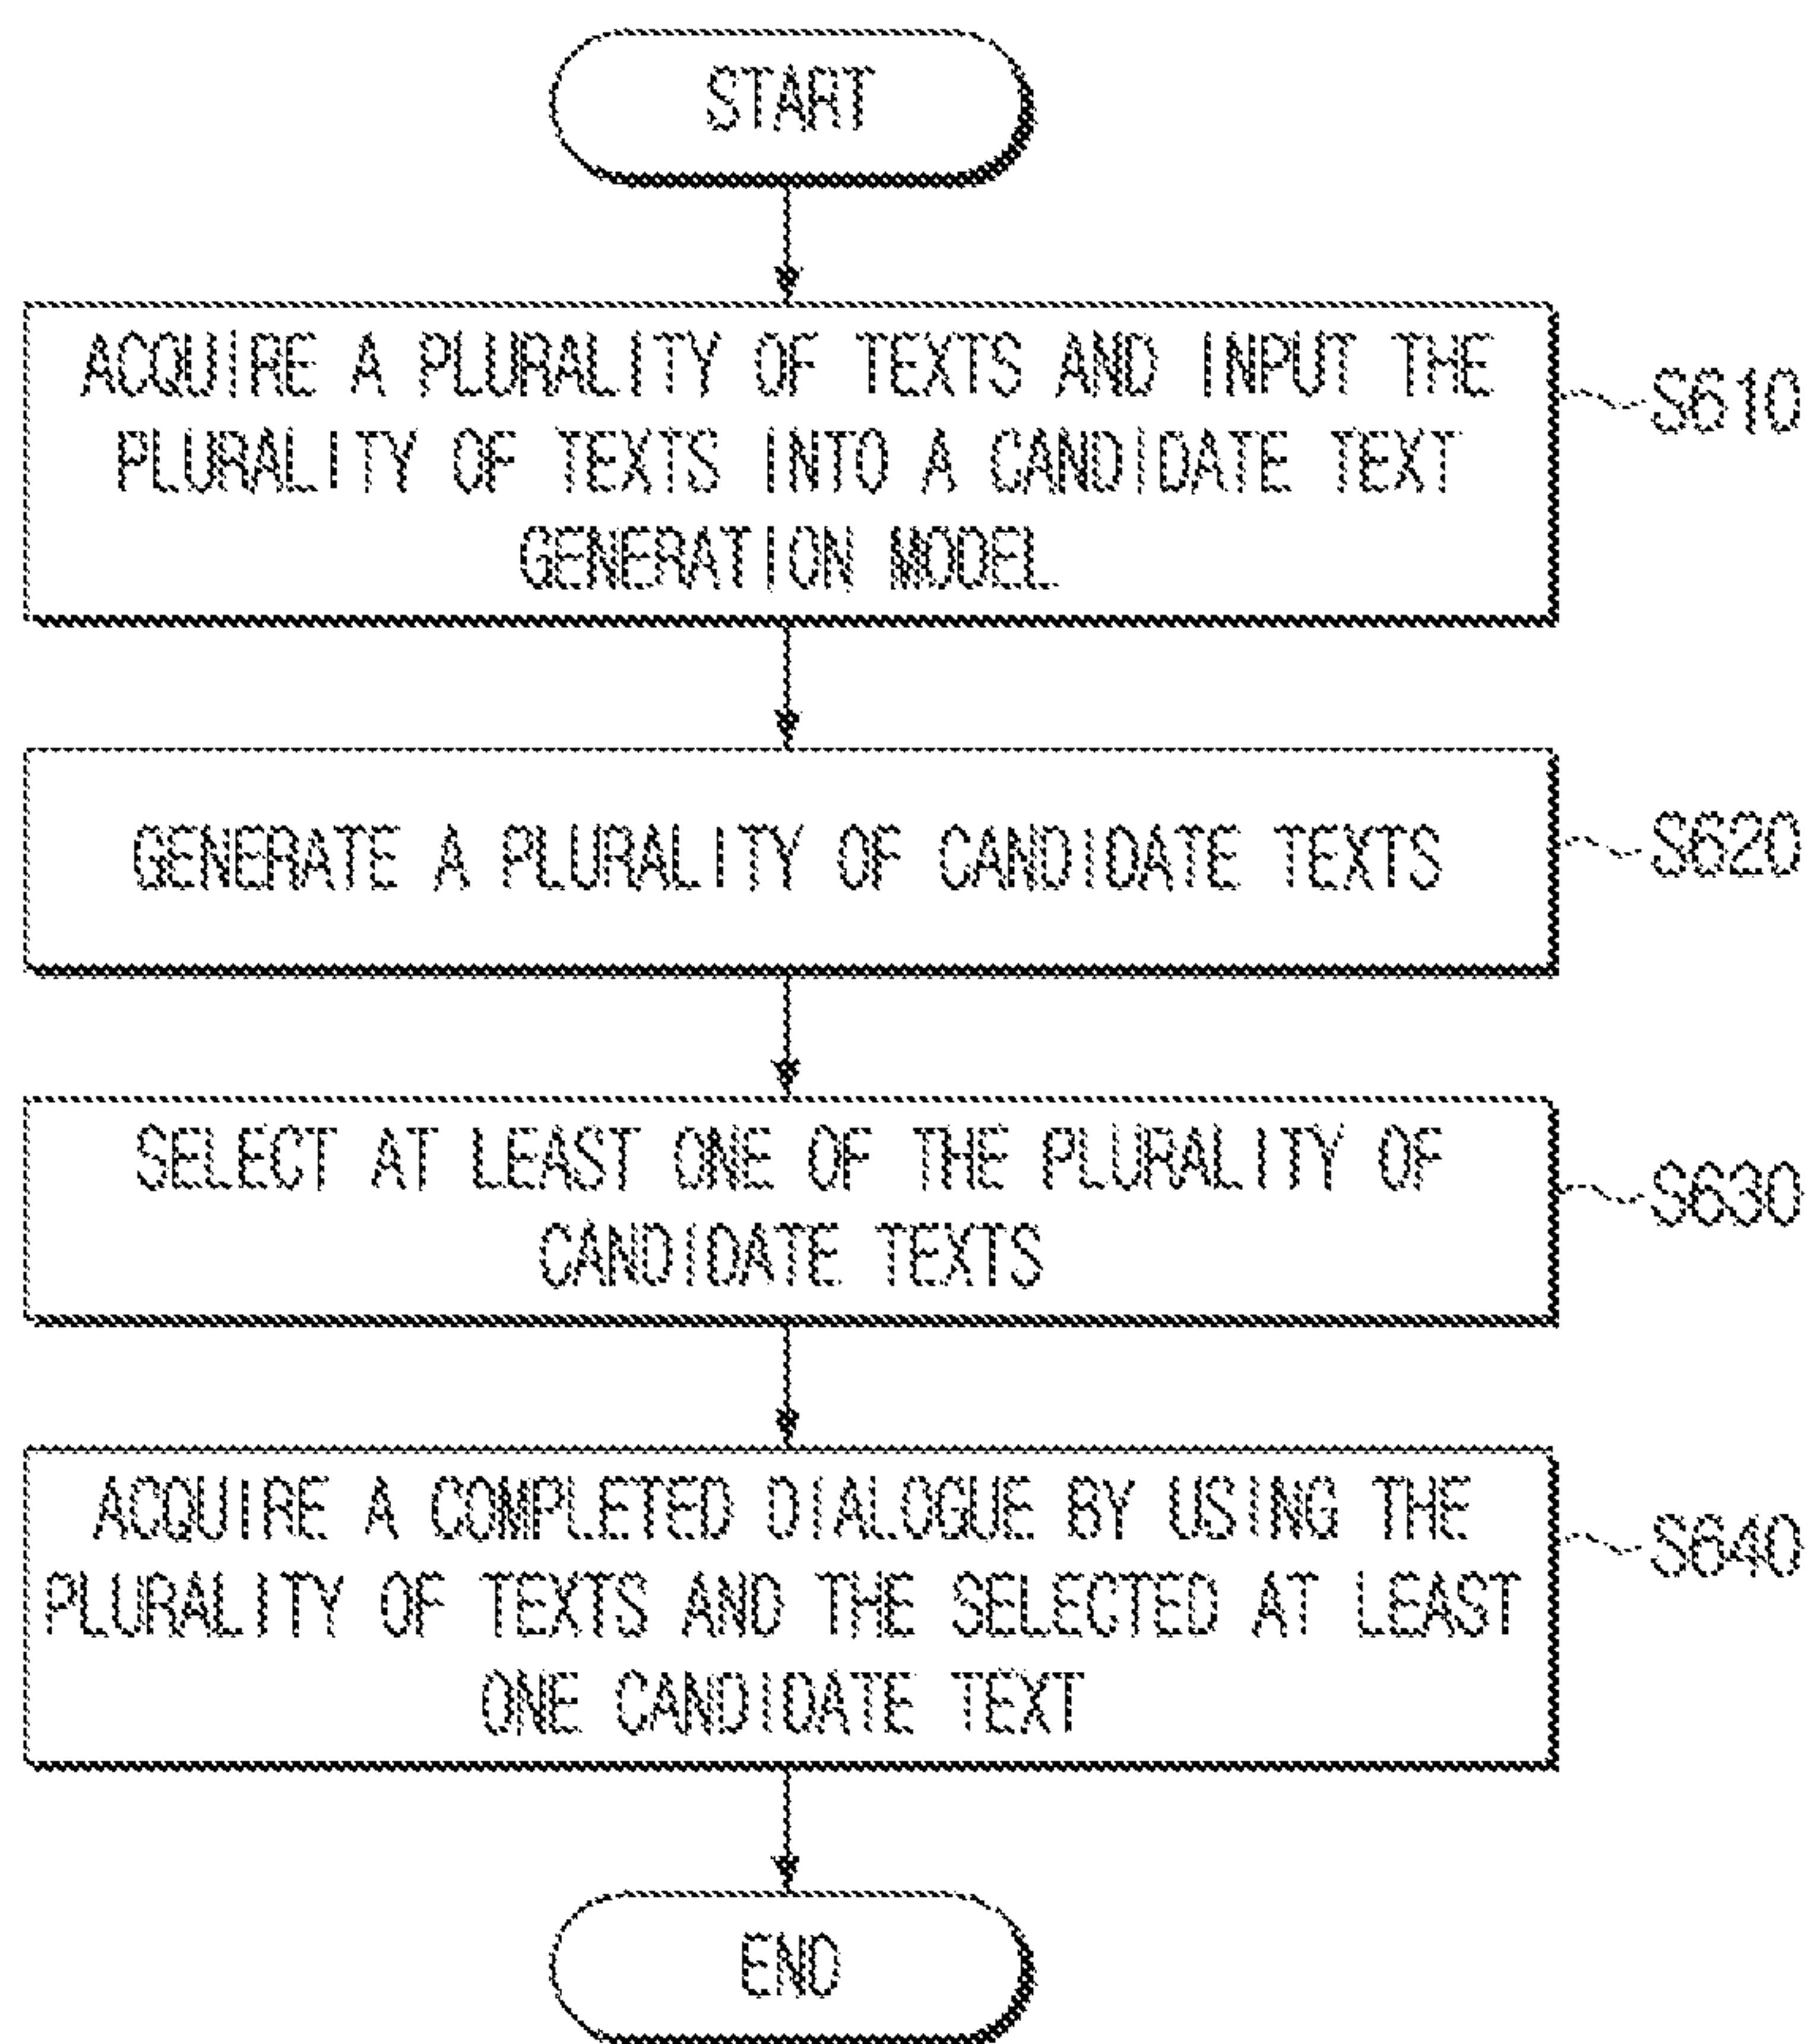 START
ACQUIRE A PLURALITY OF TEXTS AND INPUT THE
PLURALITY OF TEXTS INTO A CANDIDATE TEXT
GENERATION MODEL
S610
GENERATE A PLURALITY OF CANDIDATE TEXTS
S620
SELECT AT LEAST ONE OF THE PLURALITY OF
CANDIDATE TEXTS
S630
ACQUIRE A COMPLETED DIALOGUE BY USING THE
PLURALITY OF TEXTS AND THE SELECTED AT LEAST
ONE CANDIDATE TEXT
S640
END